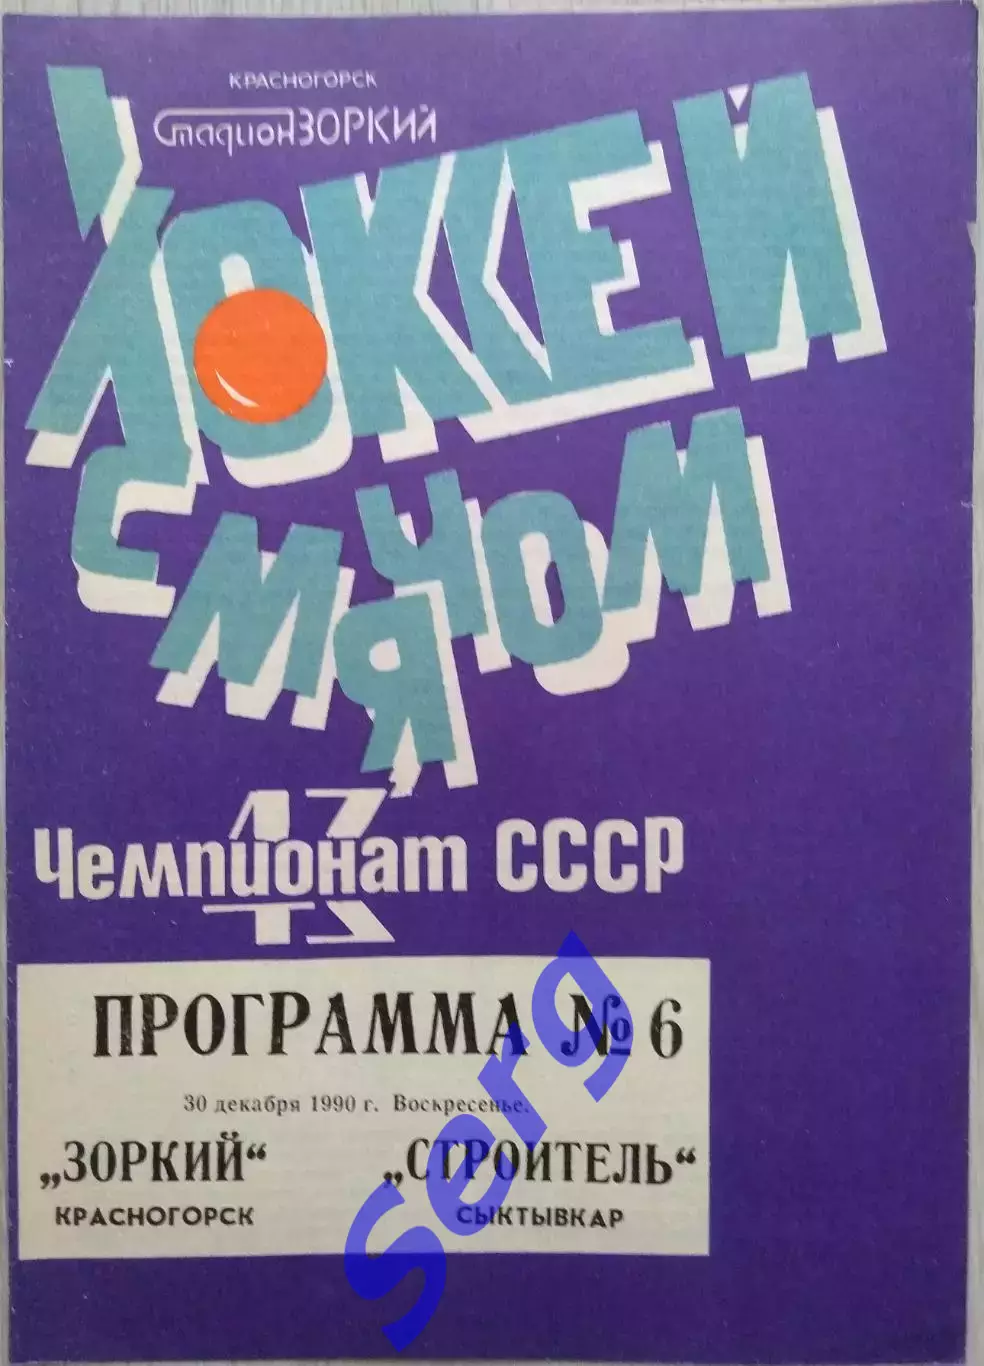 КРАСНОГОРСК
Стадион ЗОРКИЙ
ХОККЕЙ
С МЯЧОМ
43
Чемпионат СССР
ПРОГРАММА № 6
30 декабря 1990 г. Воскресенье.
„ЗОРКИЙ“ „СТРОИТЕЛЬ“
КРАСНОГОРСК СЫКТЫВКАР
Serg